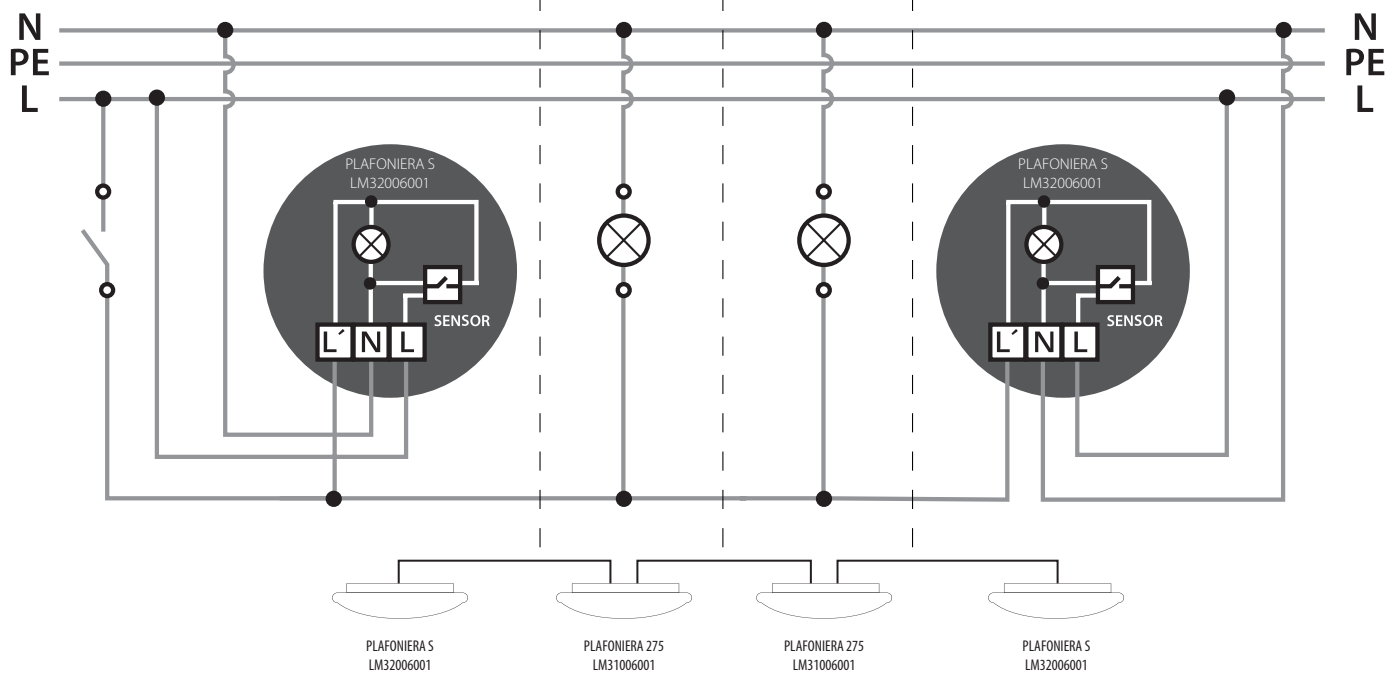 N
N
PE
PE
L
L
PLAFONIERA S
LM32006001
SENSOR
L´ N L
PLAFONIERA S
LM32006001
SENSOR
L´ N L
PLAFONIERA S
LM32006001
PLAFONIERA 275
LM31006001
PLAFONIERA 275
LM31006001
PLAFONIERA S
LM32006001